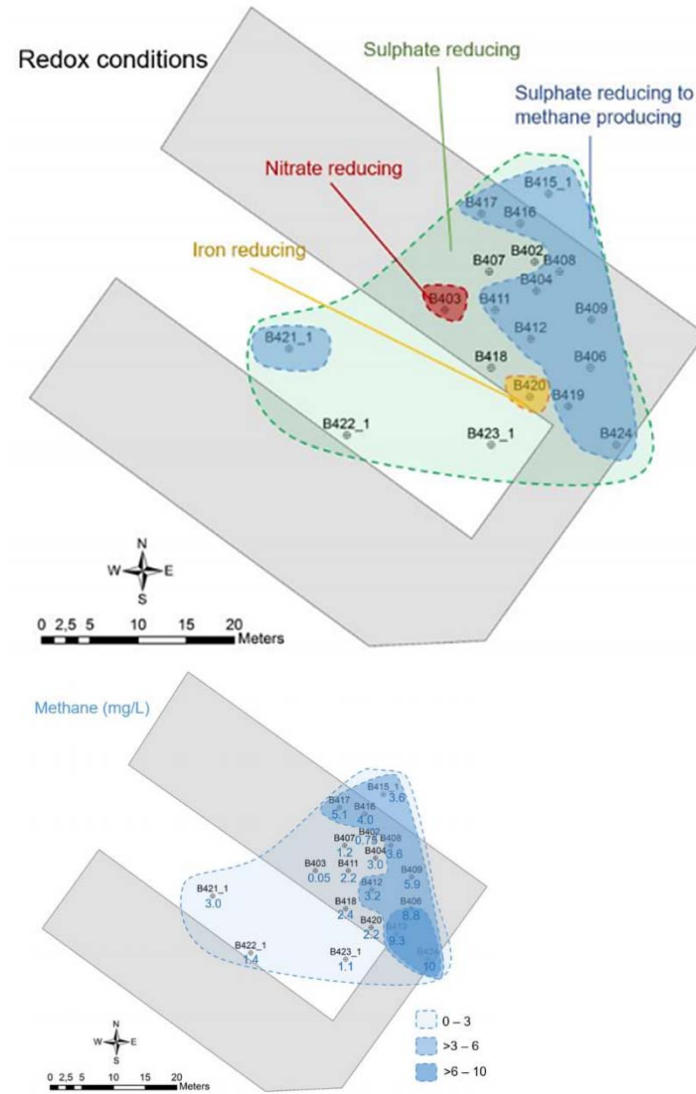 Redox conditions
Sulphate reducing
Sulphate reducing to
methane producing
Nitrate reducing
Iron reducing
B415_1
B417
B416
B402
B407
B408
B404
B403
B411
B409
B412
B421_1
B418
B406
B420
B419
B422_1
B423_1
B424
N
W E
S
0 2,5 5 10 15 20
Meters
Methane (mg/L)
B415_1
3.6
B417
5.1
B416
4.0
B402
0.75
B407
1.2
B408
3.6
B404
3.0
B403
0.05
B411
2.2
B409
5.9
B412
3.2
B421_1
3.0
B406
8.8
B418
2.4
B420
2.2
9.3
B422_1
1.4
B423_1
1.1
B424
10
0 – 3
>3 – 6
>6 – 10
N
W E
S
0 2,5 5 10 15 20
Meters